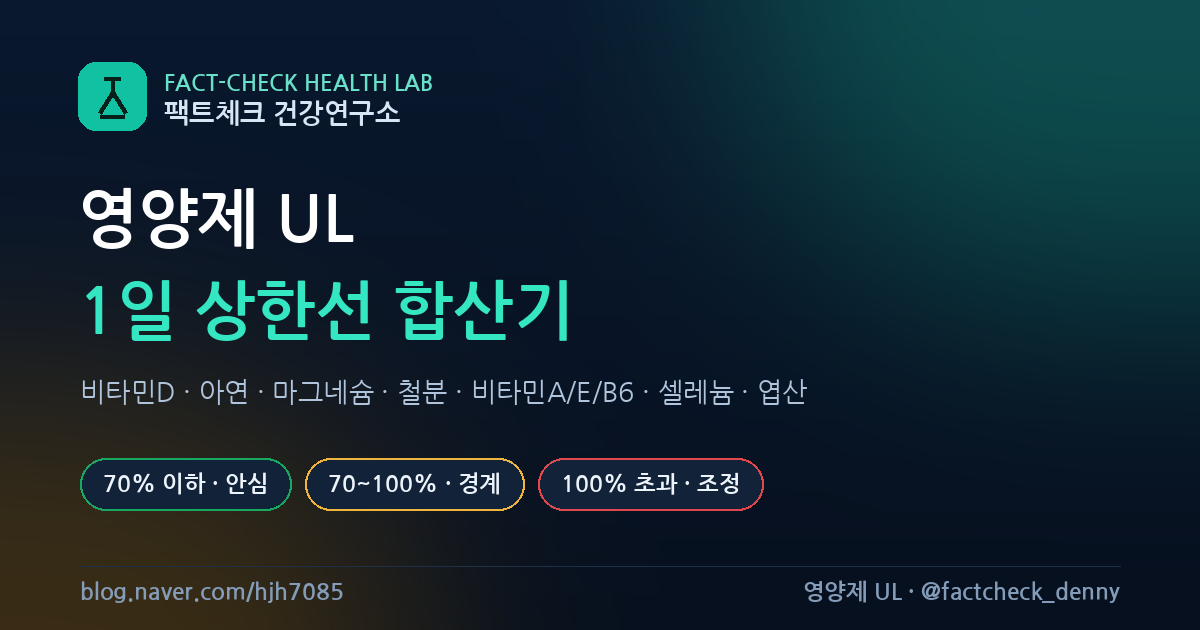 FACT-CHECK HEALTH LAB
팩트체크 건강연구소
영양제 UL
1일 상한선 합산기
비타민D · 아연 · 마그네슘 · 철분 · 비타민A/E/B6 · 셀레늄 · 엽산
70% 이하 · 안심
70~100% · 경계
100% 초과 · 조정
blog.naver.com/hjh7085
영양제 UL · @factcheck_denny